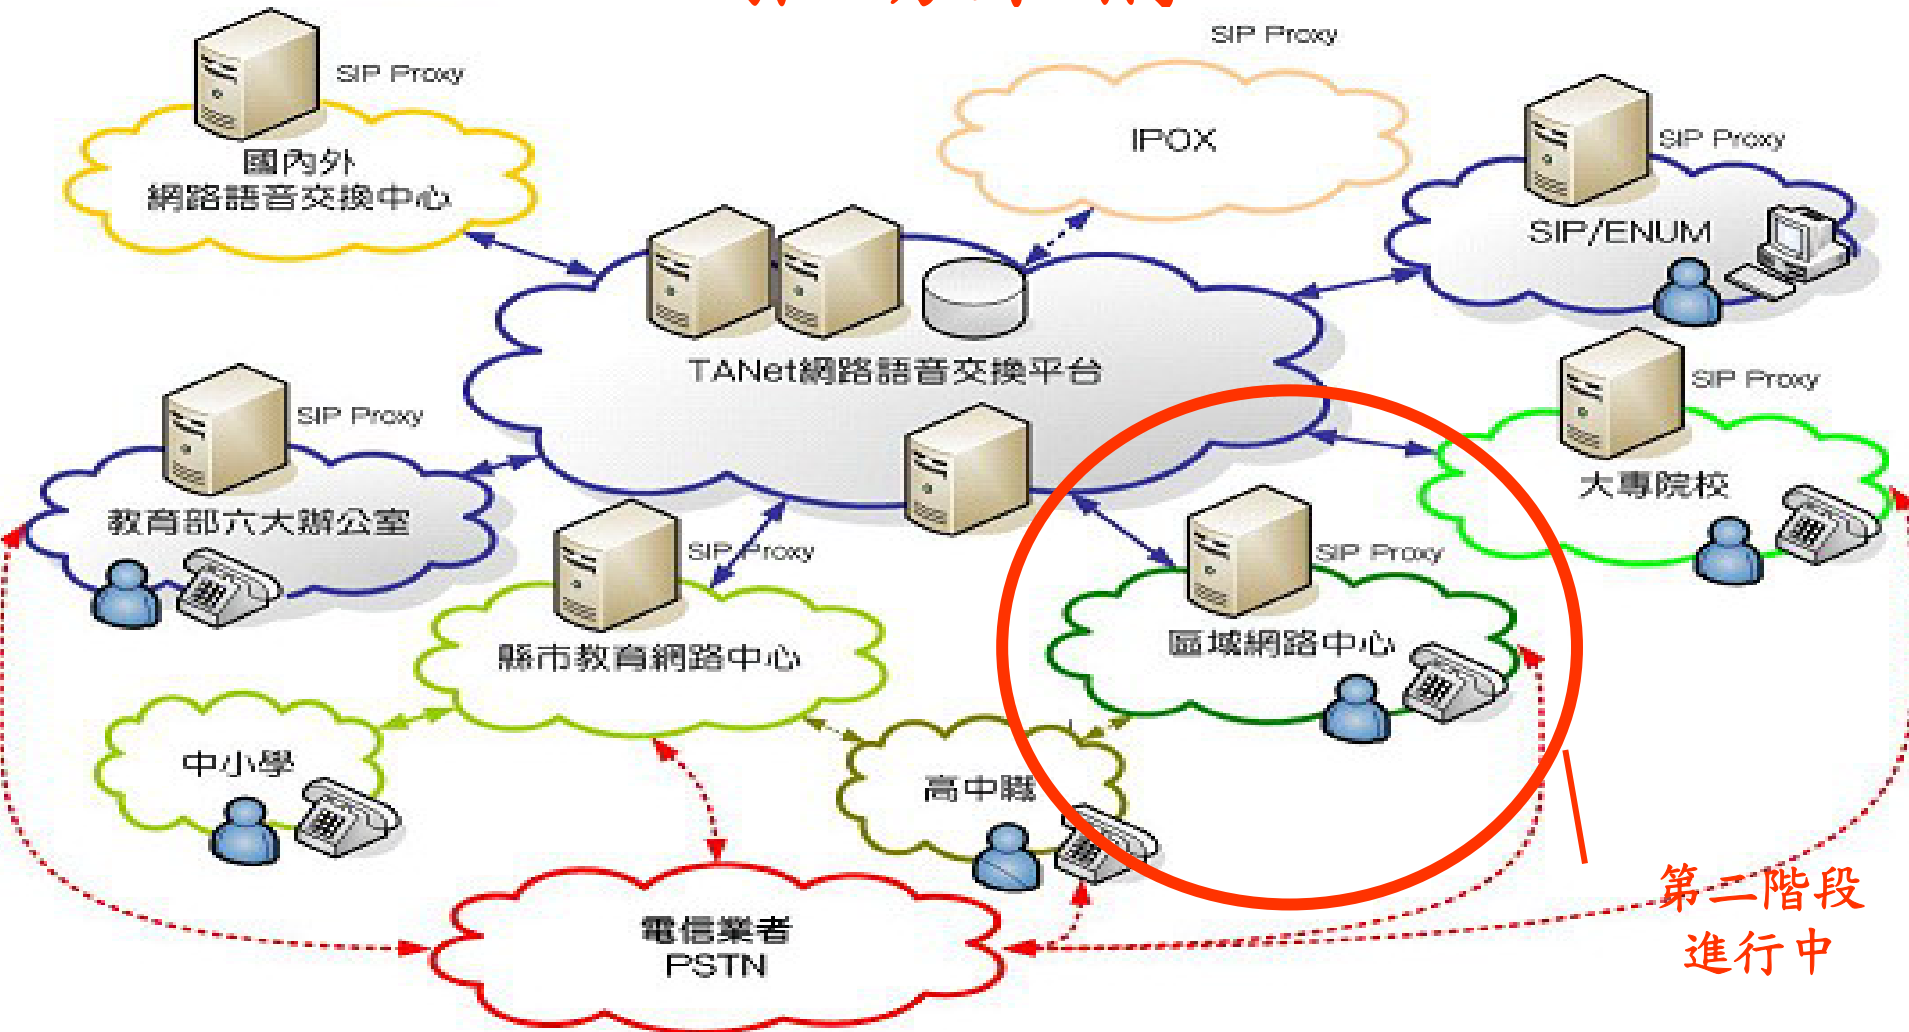 SIP Proxy
SIP Proxy
國內外
網路語音交換中心
IPOX
SIP Proxy
SIP/ENUM
TANet網路語音交換平台
SIP Proxy
大專院校
SIP Proxy
教育部六大辦公室
SIP Proxy
縣市教育網路中心
SIP Proxy
區域網路中心
中小學
高中職
電信業者
PSTN
第二階段
進行中